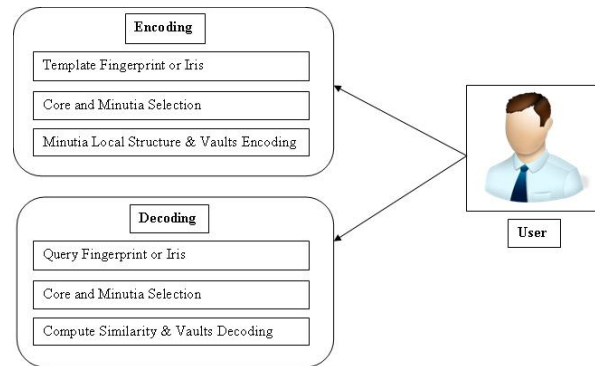 Encoding
Template Fingerprint or Iris
Core and Minutia Selection
Minutia Local Structure & Vaults Encoding
Decoding
Query Fingerprint or Iris
Core and Minutia Selection
Compute Similarity & Vaults Decoding
User